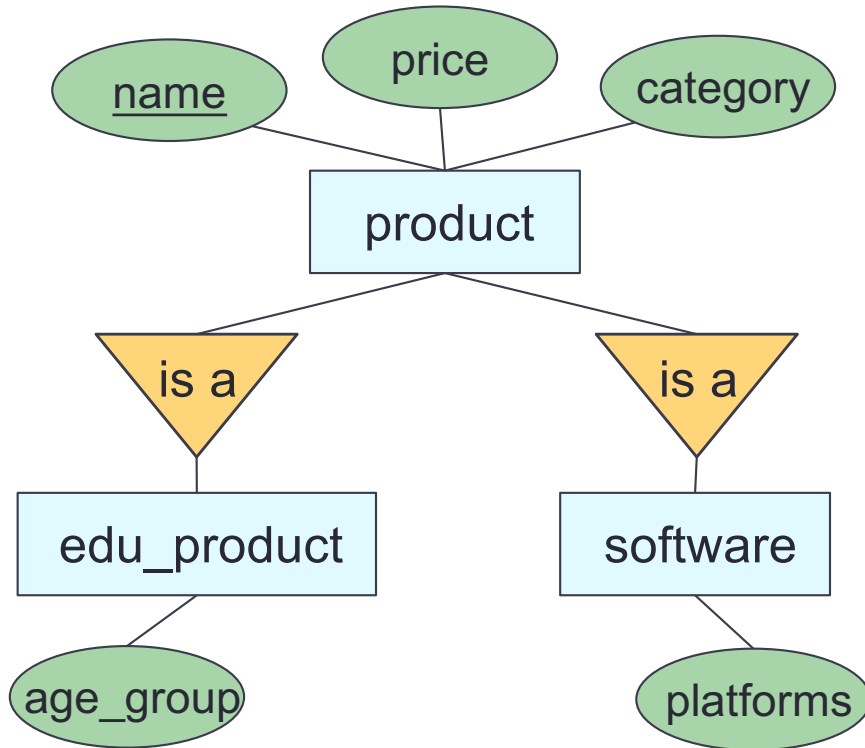 name
price
category
product
is a
is a
edu_product
software
age_group
platforms